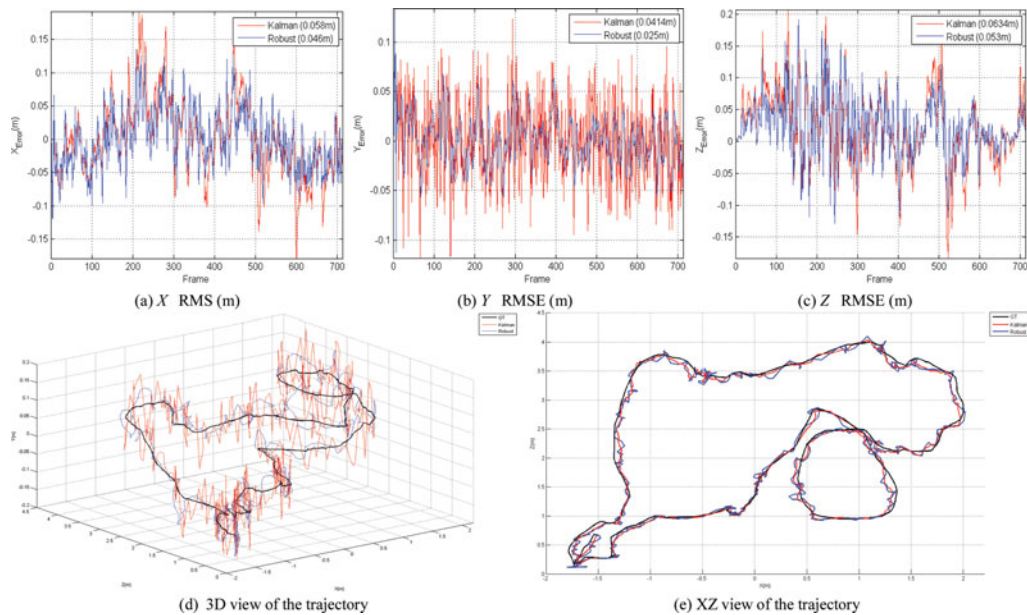 Kalman (0.058m)
Robust (0.046m)
0.15
0.1
0.05
0
-0.05
-0.1
-0.15
X Error(m)
0 100 200 300 400 500 600 700
Frame
(a) X RMS (m)
Kalman (0.0414m)
Robust (0.025m)
0.1
0.05
0
-0.05
-0.1
Y Error(m)
0 100 200 300 400 500 600 700
Frame
(b) Y RMSE (m)
Kalman (0.0634m)
Robust (0.053m)
0.2
0.15
0.1
0.05
0
-0.05
-0.1
-0.15
Z Error(m)
0 100 200 300 400 500 600 700
Frame
(c) Z RMSE (m)
GT
Kalman
Robust
(d) 3D view of the trajectory
GT
Kalman
Robust
4.5
4
3.5
3
2.5
2
1.5
1
0.5
0
Z(m)
-2 -1.5 -1 -0.5 0 0.5 1 1.5 2
X(m)
(e) XZ view of the trajectory